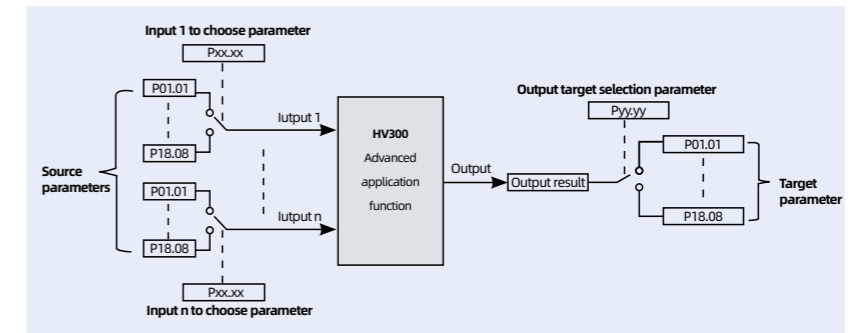 Input 1 to choose parameter
Pxx.xx
P01.01
P18.08
Iutput 1
Source
parameters
P01.01
P18.08
Iutput n
Pxx.xx
Input n to choose parameter
HV300
Advanced
application
function
Output
Output result
Output target selection parameter
Pyy.yy
P01.01
P18.08
Target
parameter